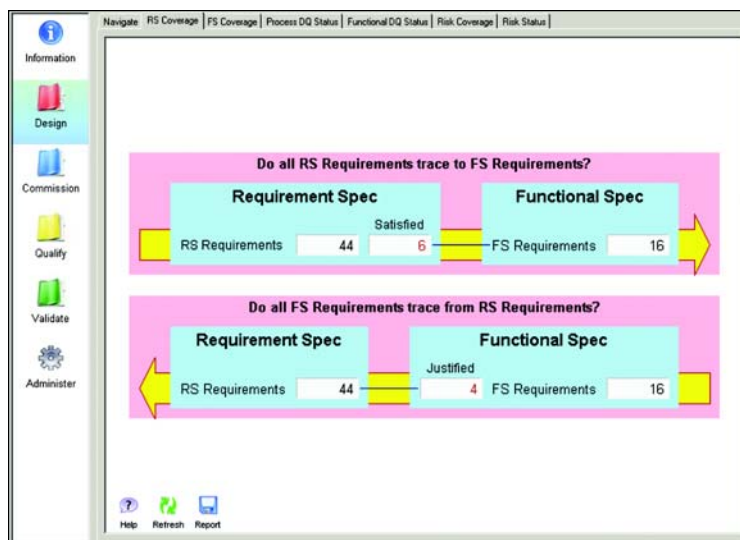 Navigate RS Coverage FS Coverage Process DQ Status Functional DQ Status Risk Coverage Risk Status
Information
Design
Commission
Qualify
Validate
Administer
Do all RS Requirements trace to FS Requirements?
Requirement Spec Functional Spec
Satisfied
RS Requirements 44 6 FS Requirements 16
Do all FS Requirements trace from RS Requirements?
Requirement Spec Functional Spec
Justified
RS Requirements 44 4 FS Requirements 16
Help Refresh Report